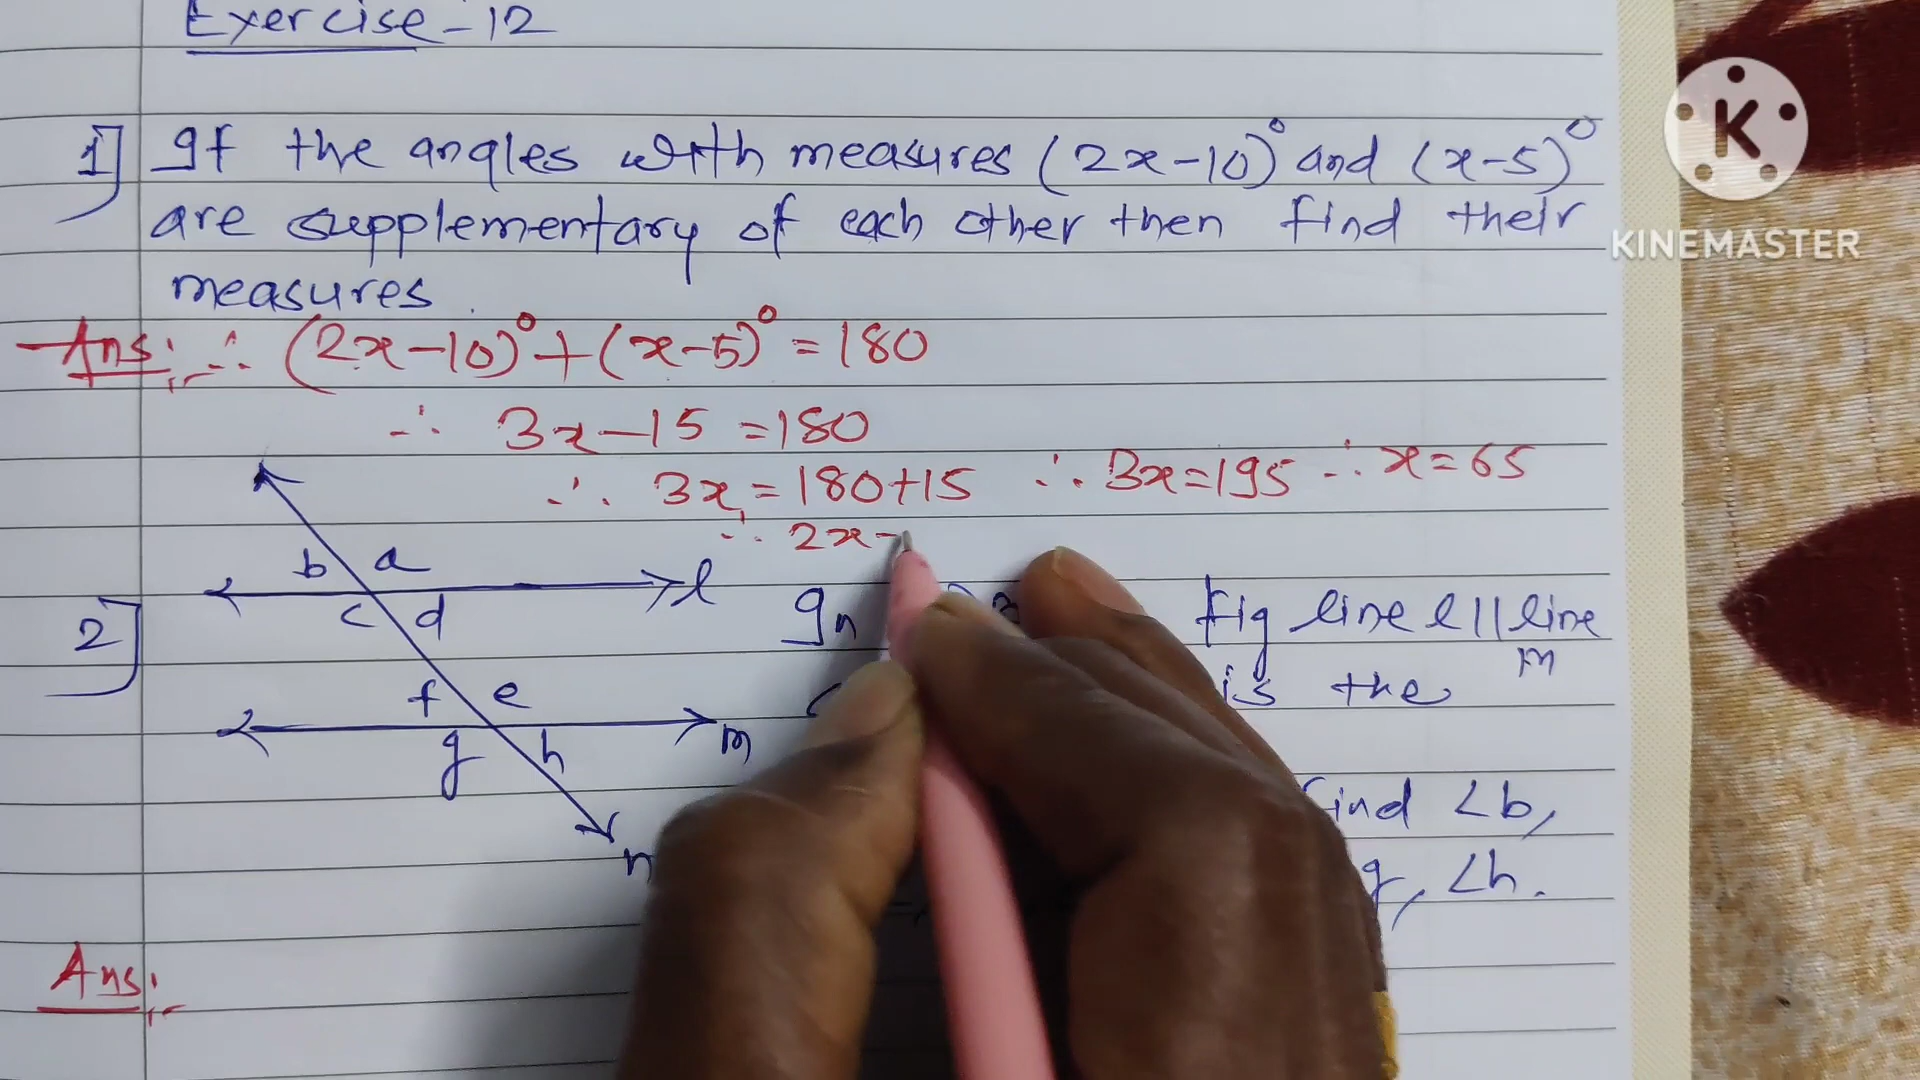 Exercise-12
1] If the angles with measures (2x-10)° and (x-5)°
are supplementary of each other then find their
measures.
Ans:- ∴ (2x-10)°+(x-5)°=180
∴ 3x-15=180
∴ 3x=180+15 ∴ 3x=195 ∴ x=65
∴ 2x-
b a
l
c d
2]
In Fig line l || line
m
is the
f e
m
g h
find ∠b,
n
g, ∠h.
Ans:-
K
KINEMASTER